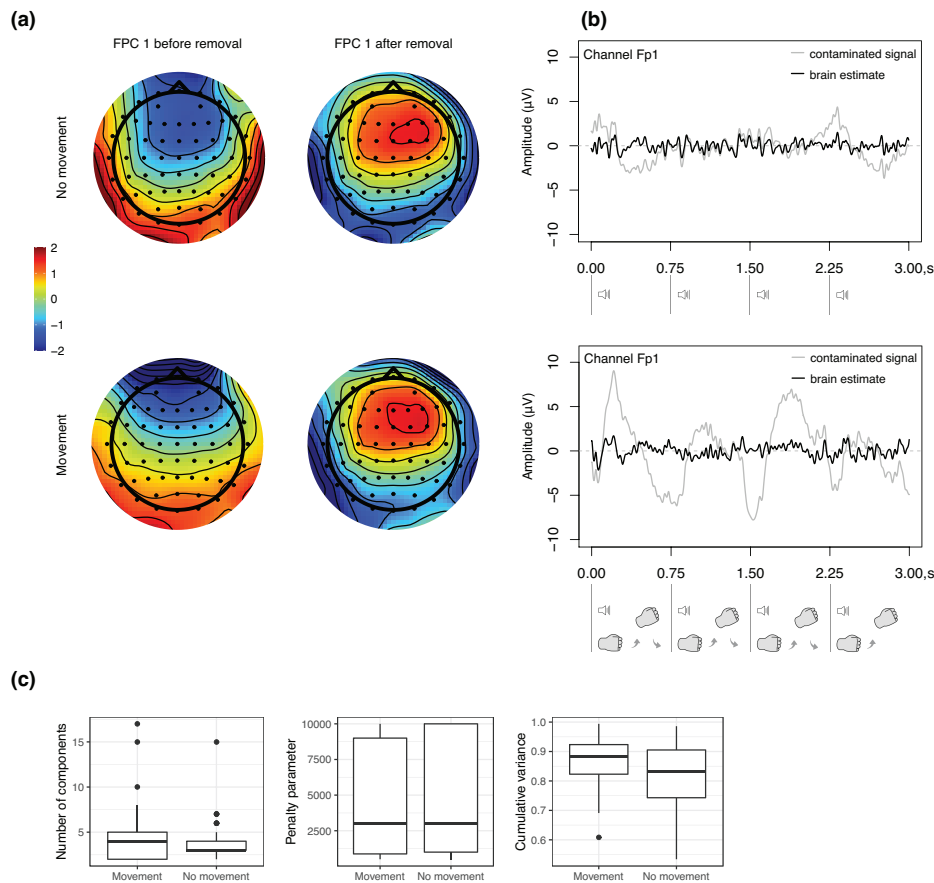 (a)
FPC 1 before removal
FPC 1 after removal
No movement
2
1
0
−1
−2
Movement
(b)
Channel Fp1
contaminated signal
brain estimate
Amplitude (µV)
10
5
0
−5
−10
0.00
0.75
1.50
2.25
3.00,s
Channel Fp1
contaminated signal
brain estimate
Amplitude (µV)
10
5
0
−5
−10
0.00
0.75
1.50
2.25
3.00,s
(c)
Number of components
15
10
5
Movement
No movement
Penalty parameter
10000
7500
5000
2500
Movement
No movement
Cumulative variance
1.0
0.9
0.8
0.7
0.6
Movement
No movement